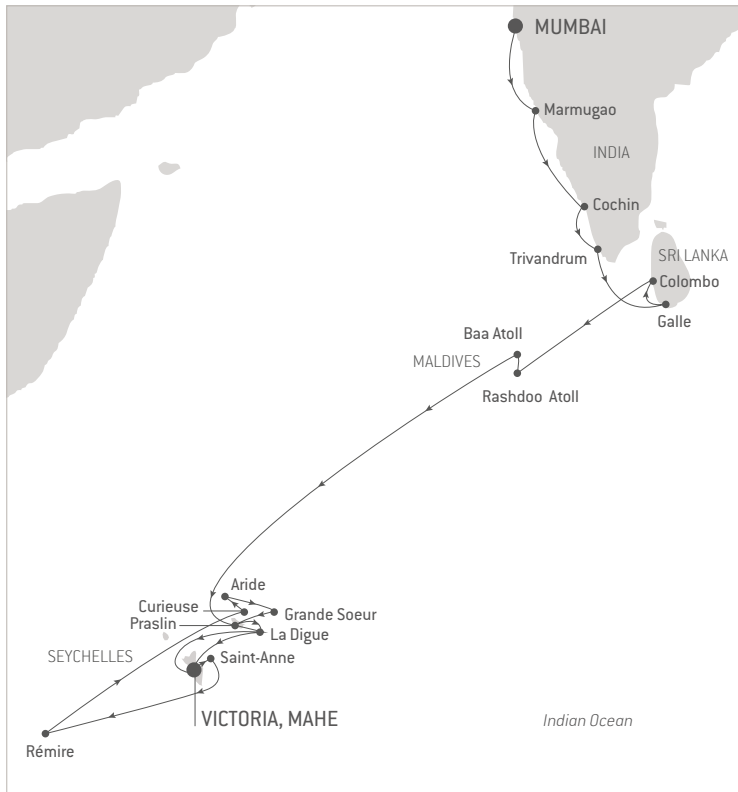 MUMBAI
Marmugao
INDIA
Cochin
Trivandrum
SRI LANKA
Colombo
Galle
Baa Atoll
MALDIVES
Rashdoo Atoll
Aride
Curieuse
Grande Soeur
Praslin
La Digue
SEYCHELLES
Saint-Anne
VICTORIA, MAHE
Indian Ocean
Rémire